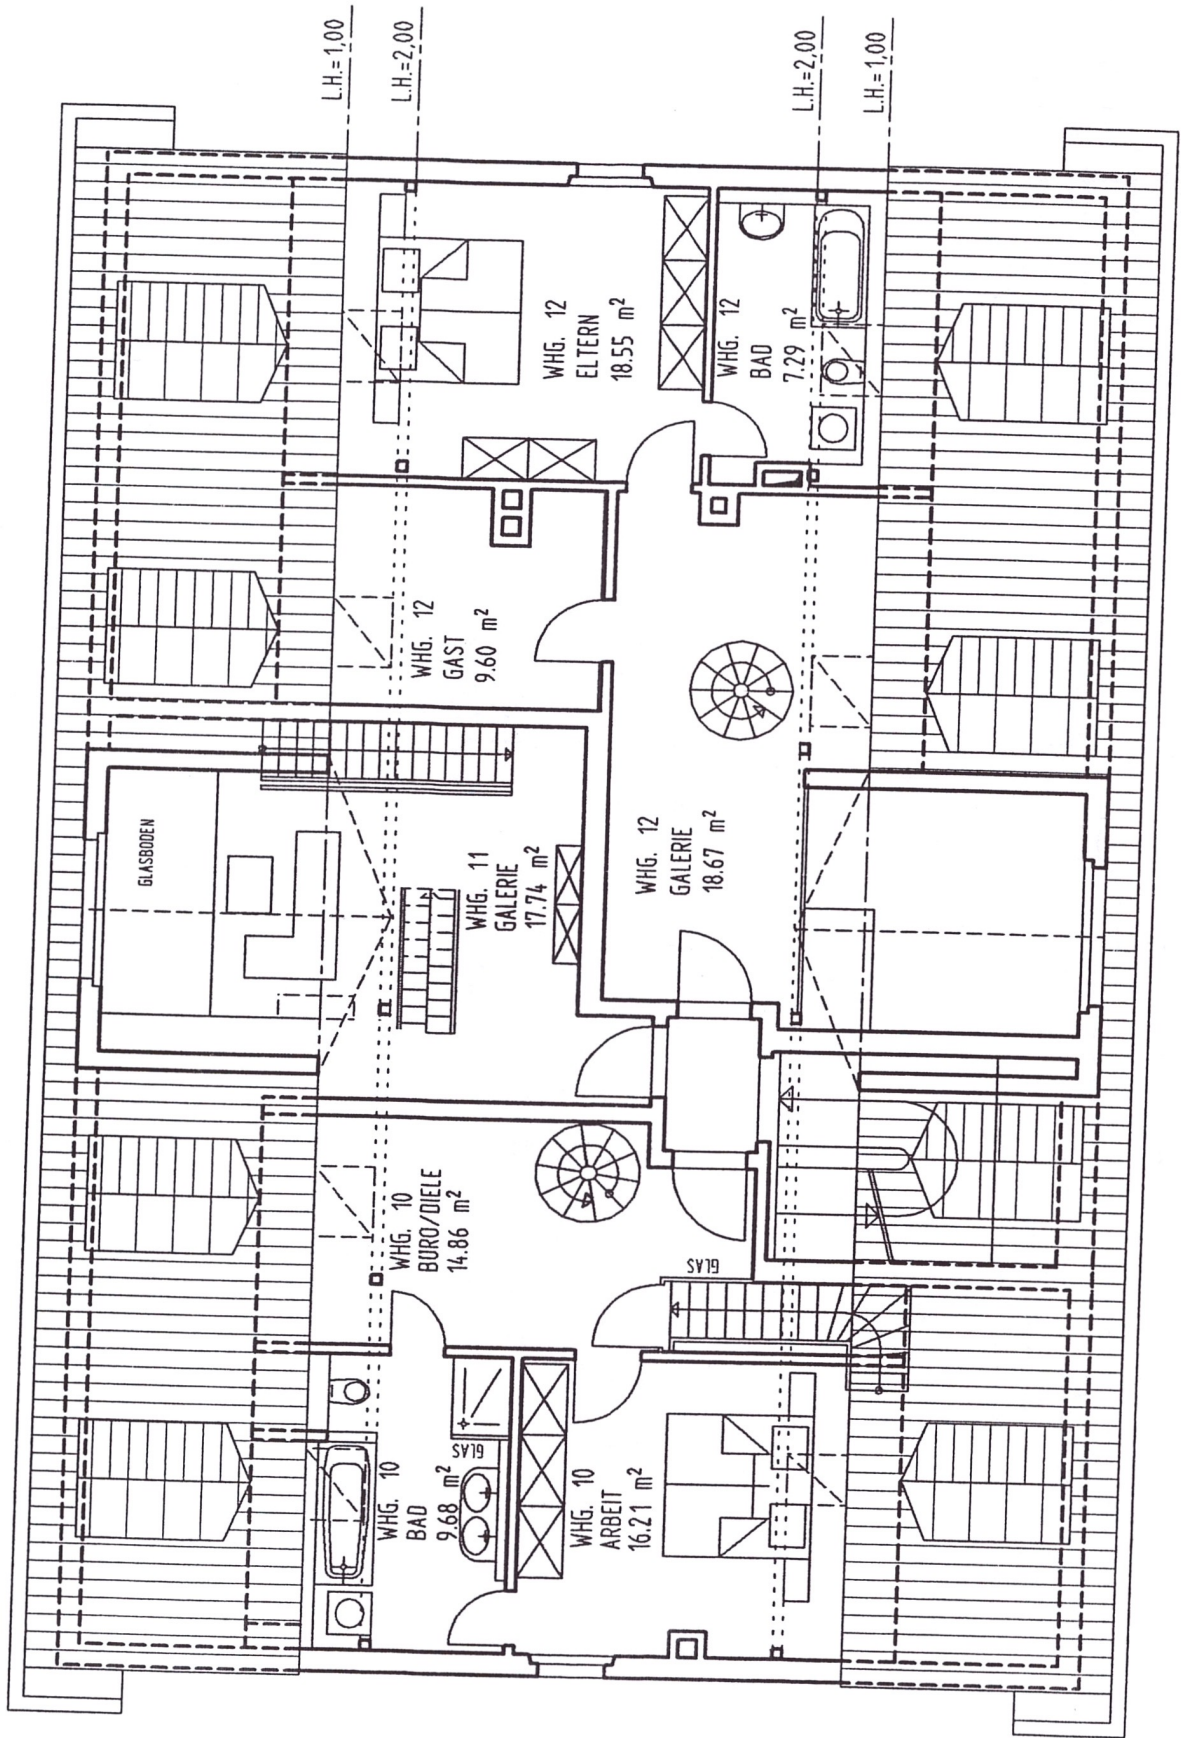 L.H.=1,00
L.H.=2,00
L.H.=2,00
L.H.=1,00
WHG. 12
ELTERN
18.55 m²
WHG. 12
BAD
7.29 m²
WHG. 12
GAST
9.60 m²
GLASBODEN
WHG. 11
GALERIE
17.74 m²
WHG. 12
GALERIE
18.67 m²
WHG. 10
BÜRO/DIELE
14.86 m²
GLAS
WHG. 10
BAD
9.68 m²
GLAS
WHG. 10
ARBEIT
16.21 m²